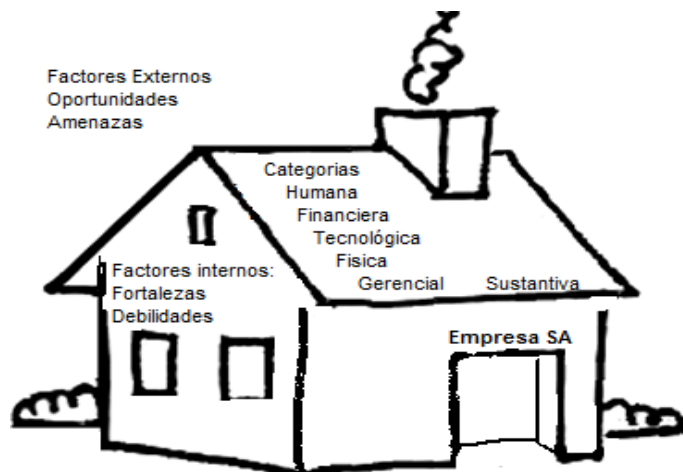 Factores Externos
Oportunidades
Amenazas
Categorias
Humana
Financiera
Tecnológica
Fisica
Gerencial Sustantiva
Factores internos:
Fortalezas
Debilidades
Empresa SA